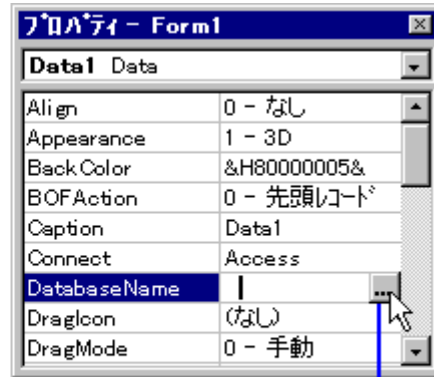 プロパティ - Form1
Data1 Data
Align 0 - なし
Appearance 1 - 3D
BackColor &H80000005&
BOFAction 0 - 先頭レコード
Caption Data1
Connect Access
DatabaseName ...
DragIcon (なし)
DragMode 0 - 手動